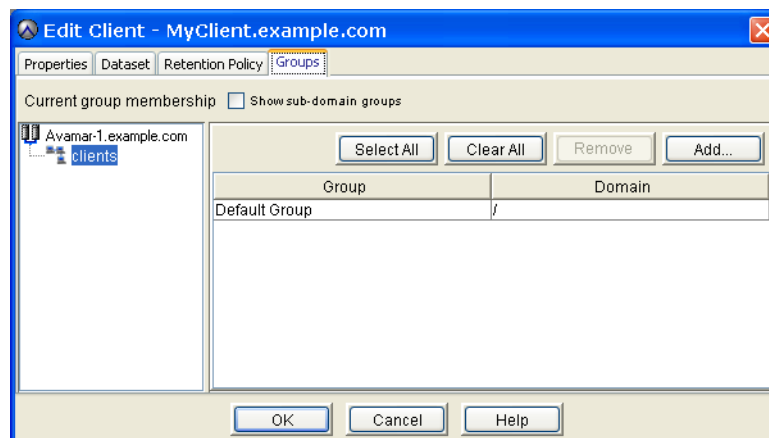 Edit Client - MyClient.example.com
Properties Dataset Retention Policy Groups
Current group membership Show sub-domain groups
Avamar-1.example.com
clients
Select All Clear All Remove Add...
Group Domain
Default Group /
OK Cancel Help